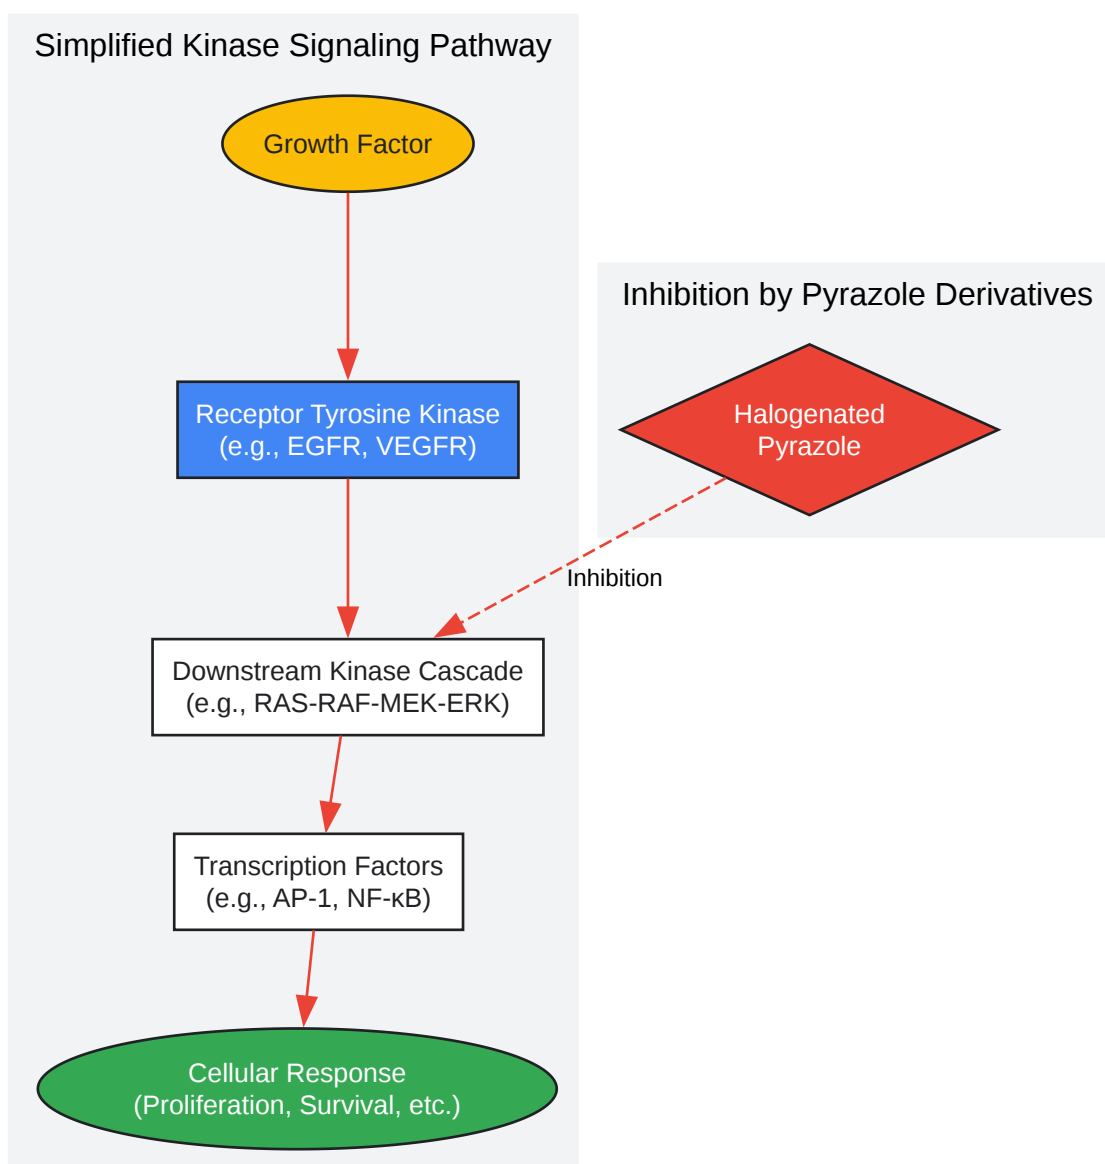 Simplified Kinase Signaling Pathway
Growth Factor
Receptor Tyrosine Kinase
(e.g., EGFR, VEGFR)
Inhibition by Pyrazole Derivatives
Halogenated
Pyrazole
Inhibition
Downstream Kinase Cascade
(e.g., RAS-RAF-MEK-ERK)
Transcription Factors
(e.g., AP-1, NF-κB)
Cellular Response
(Proliferation, Survival, etc.)